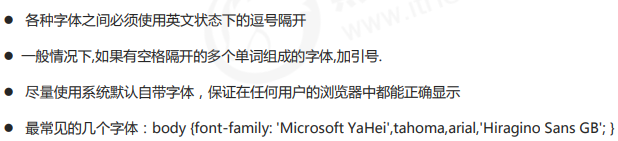 ● 各种字体之间必须使用英文状态下的逗号隔开
● 一般情况下,如果有空格隔开的多个单词组成的字体,加引号.
● 尽量使用系统默认自带字体，保证在任何用户的浏览器中都能正确显示
● 最常见的几个字体：body {font-family: 'Microsoft YaHei',tahoma,arial,'Hiragino Sans GB'; }